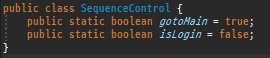 public class SequenceControl {
    public static boolean gotoMain = true;
    public static boolean isLogin = false;
}